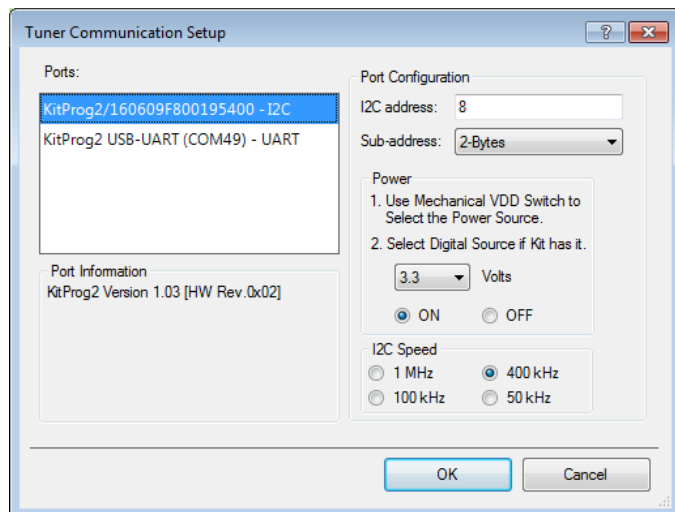 Tuner Communication Setup
Ports:
KitProg2/160609F800195400 - I2C
KitProg2 USB-UART (COM49) - UART
Port Information
KitProg2 Version 1.03 [HW Rev.0x02]
Port Configuration
I2C address: 8
Sub-address: 2-Bytes
Power
1. Use Mechanical VDD Switch to
Select the Power Source.
2. Select Digital Source if Kit has it.
3.3 Volts
ON OFF
I2C Speed
1 MHz 400 kHz
100 kHz 50 kHz
OK Cancel